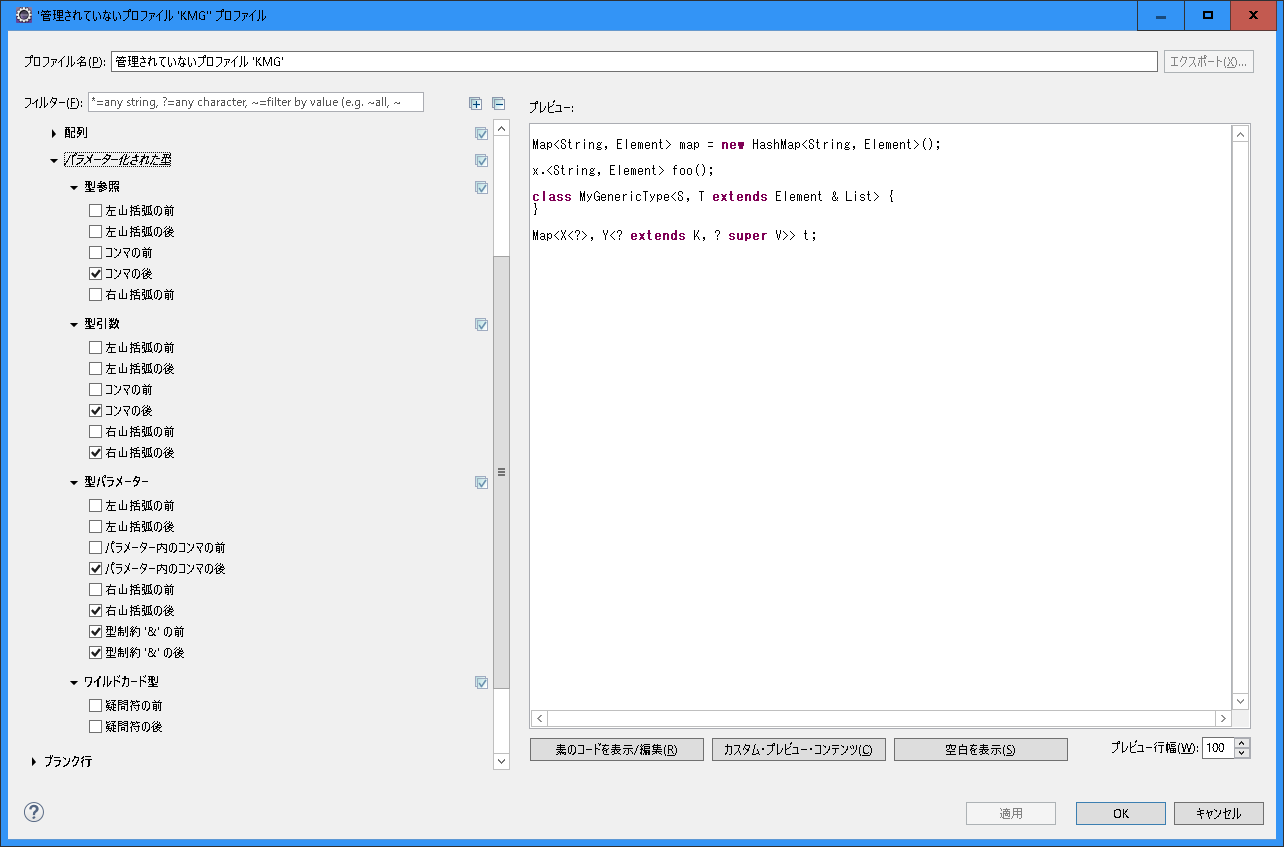 '管理されていないプロファイル 'KMG'' プロファイル
プロファイル名(P): 管理されていないプロファイル 'KMG' エクスポート(X)...
フィルター(F): *=any string, ?=any character, ~=filter by value (e.g. ~all, ~
プレビュー:
配列
パラメーター化された型
型参照
左山括弧の前
左山括弧の後
コンマの前
コンマの後
右山括弧の前
型引数
左山括弧の前
左山括弧の後
コンマの前
コンマの後
右山括弧の前
右山括弧の後
型パラメーター
左山括弧の前
左山括弧の後
パラメーター内のコンマの前
パラメーター内のコンマの後
右山括弧の前
右山括弧の後
型制約 '&' の前
型制約 '&' の後
ワイルドカード型
疑問符の前
疑問符の後
ブランク行
Map<String, Element> map = new HashMap<String, Element>();
x.<String, Element> foo();
class MyGenericType<S, T extends Element & List> {
}
Map<X<?>, Y<? extends K, ? super V>> t;
素のコードを表示/編集(R) カスタム・プレビュー・コンテンツ(C) 空白を表示(S) プレビュー行幅(W): 100
適用 OK キャンセル